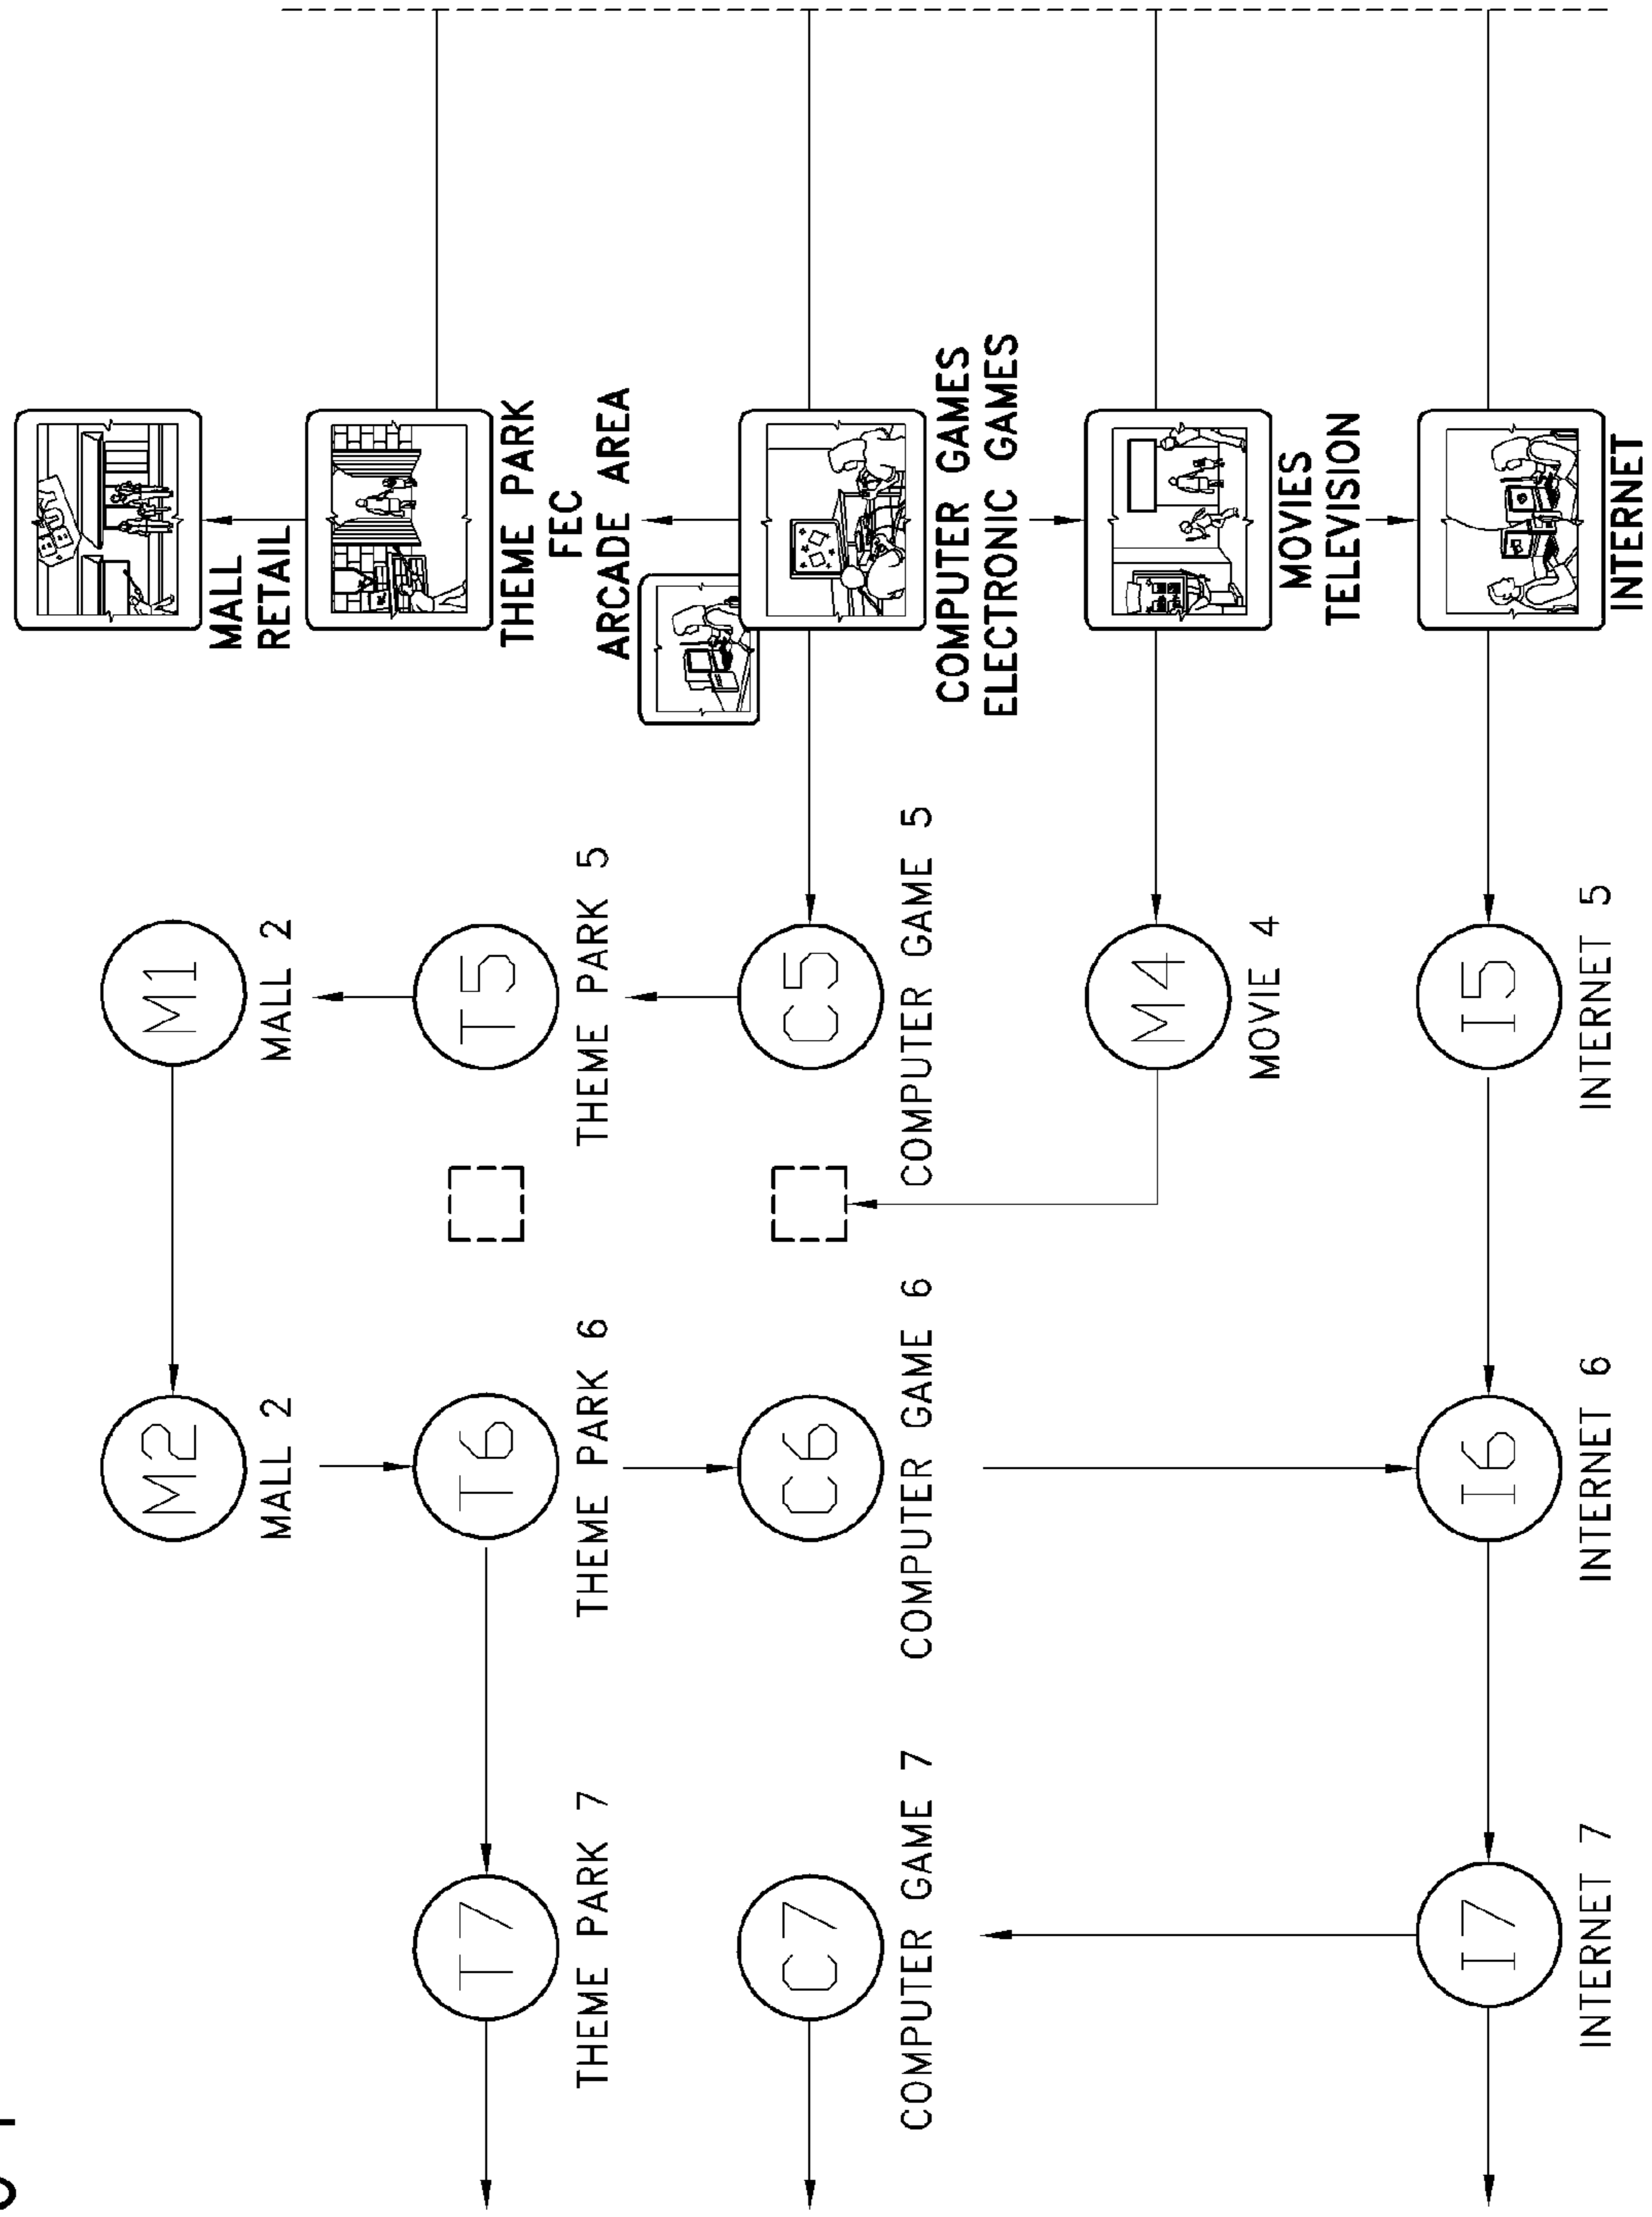 M2
M1
MALL 2
MALL 2
MALL
RETAIL
T7
T6
T5
THEME PARK 7
THEME PARK 6
THEME PARK 5
THEME PARK
FEC
ARCADE AREA
C7
C6
C5
COMPUTER GAME 7
COMPUTER GAME 6
COMPUTER GAME 5
COMPUTER GAMES
ELECTRONIC GAMES
M4
MOVIE 4
MOVIES
TELEVISION
I7
I6
I5
INTERNET 7
INTERNET 6
INTERNET 5
INTERNET